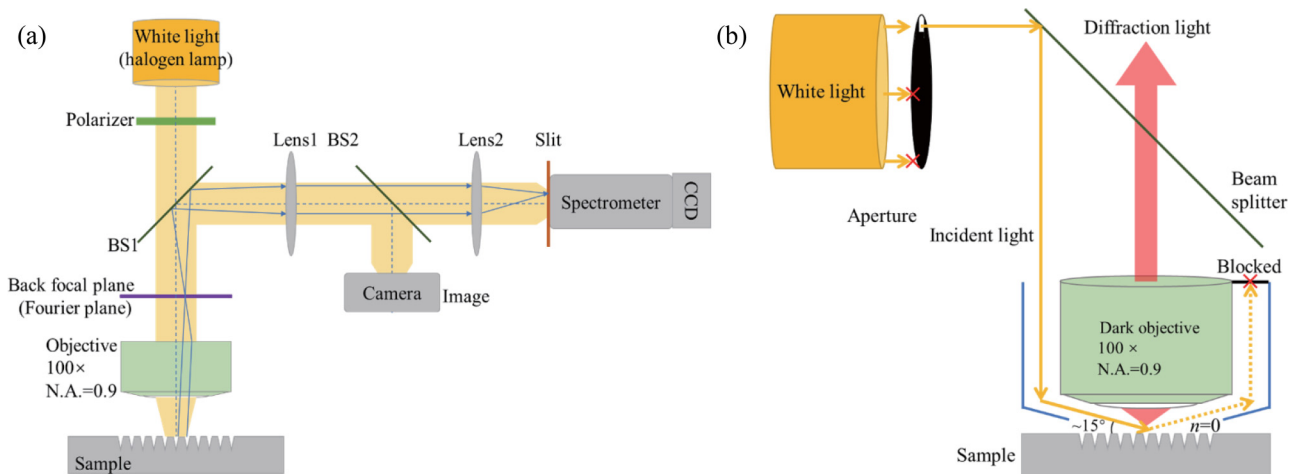 (a)
White light
(halogen lamp)
Polarizer
Lens1 BS2
Lens2
Slit
Spectrometer
CCD
BS1
Back focal plane
(Fourier plane)
Camera
Image
Objective
100×
N.A.=0.9
Sample
(b)
White light
Diffraction light
Aperture
Incident light
Beam
splitter
Blocked
Dark objective
100 ×
N.A.=0.9
~15°
n=0
Sample